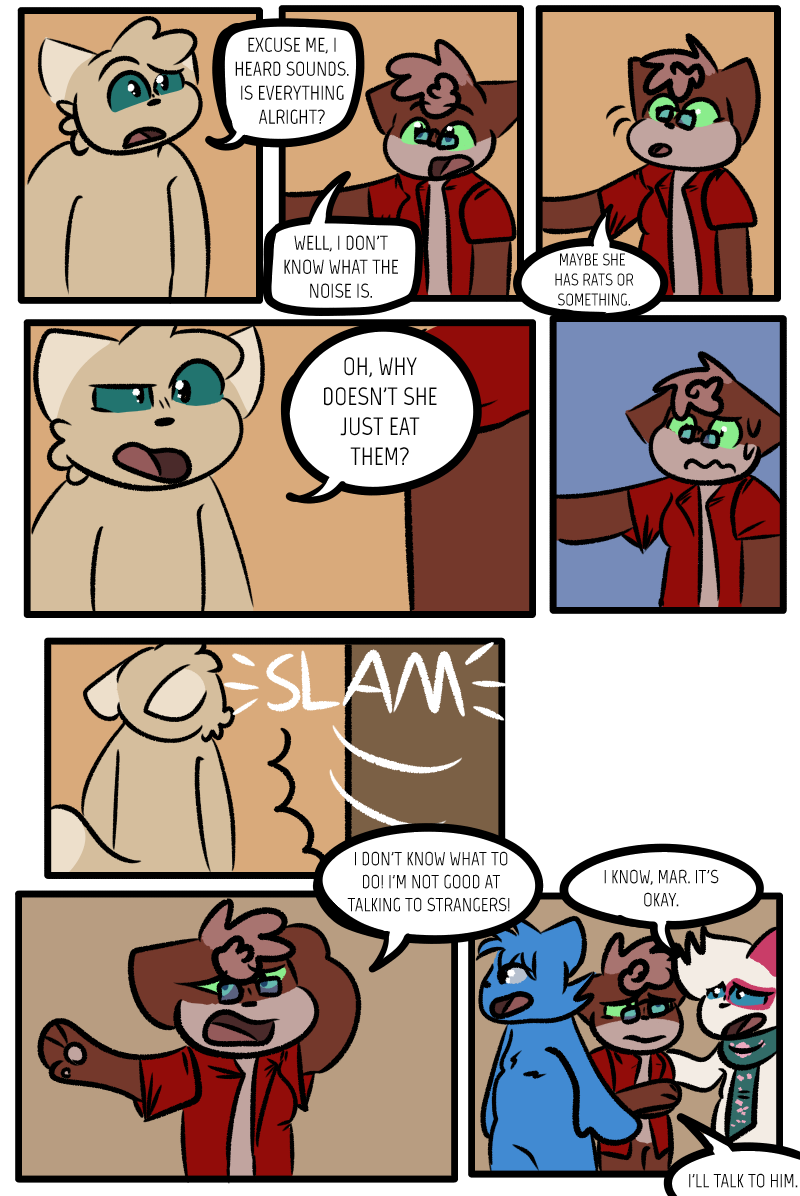 EXCUSE ME, I
HEARD SOUNDS.
IS EVERYTHING
ALRIGHT?
WELL, I DON'T
KNOW WHAT THE
NOISE IS.
MAYBE SHE
HAS RATS OR
SOMETHING.
OH, WHY
DOESN'T SHE
JUST EAT
THEM?
SLAM
I DON'T KNOW WHAT TO
DO! I'M NOT GOOD AT
TALKING TO STRANGERS!
I KNOW, MAR. IT'S
OKAY.
I'LL TALK TO HIM.